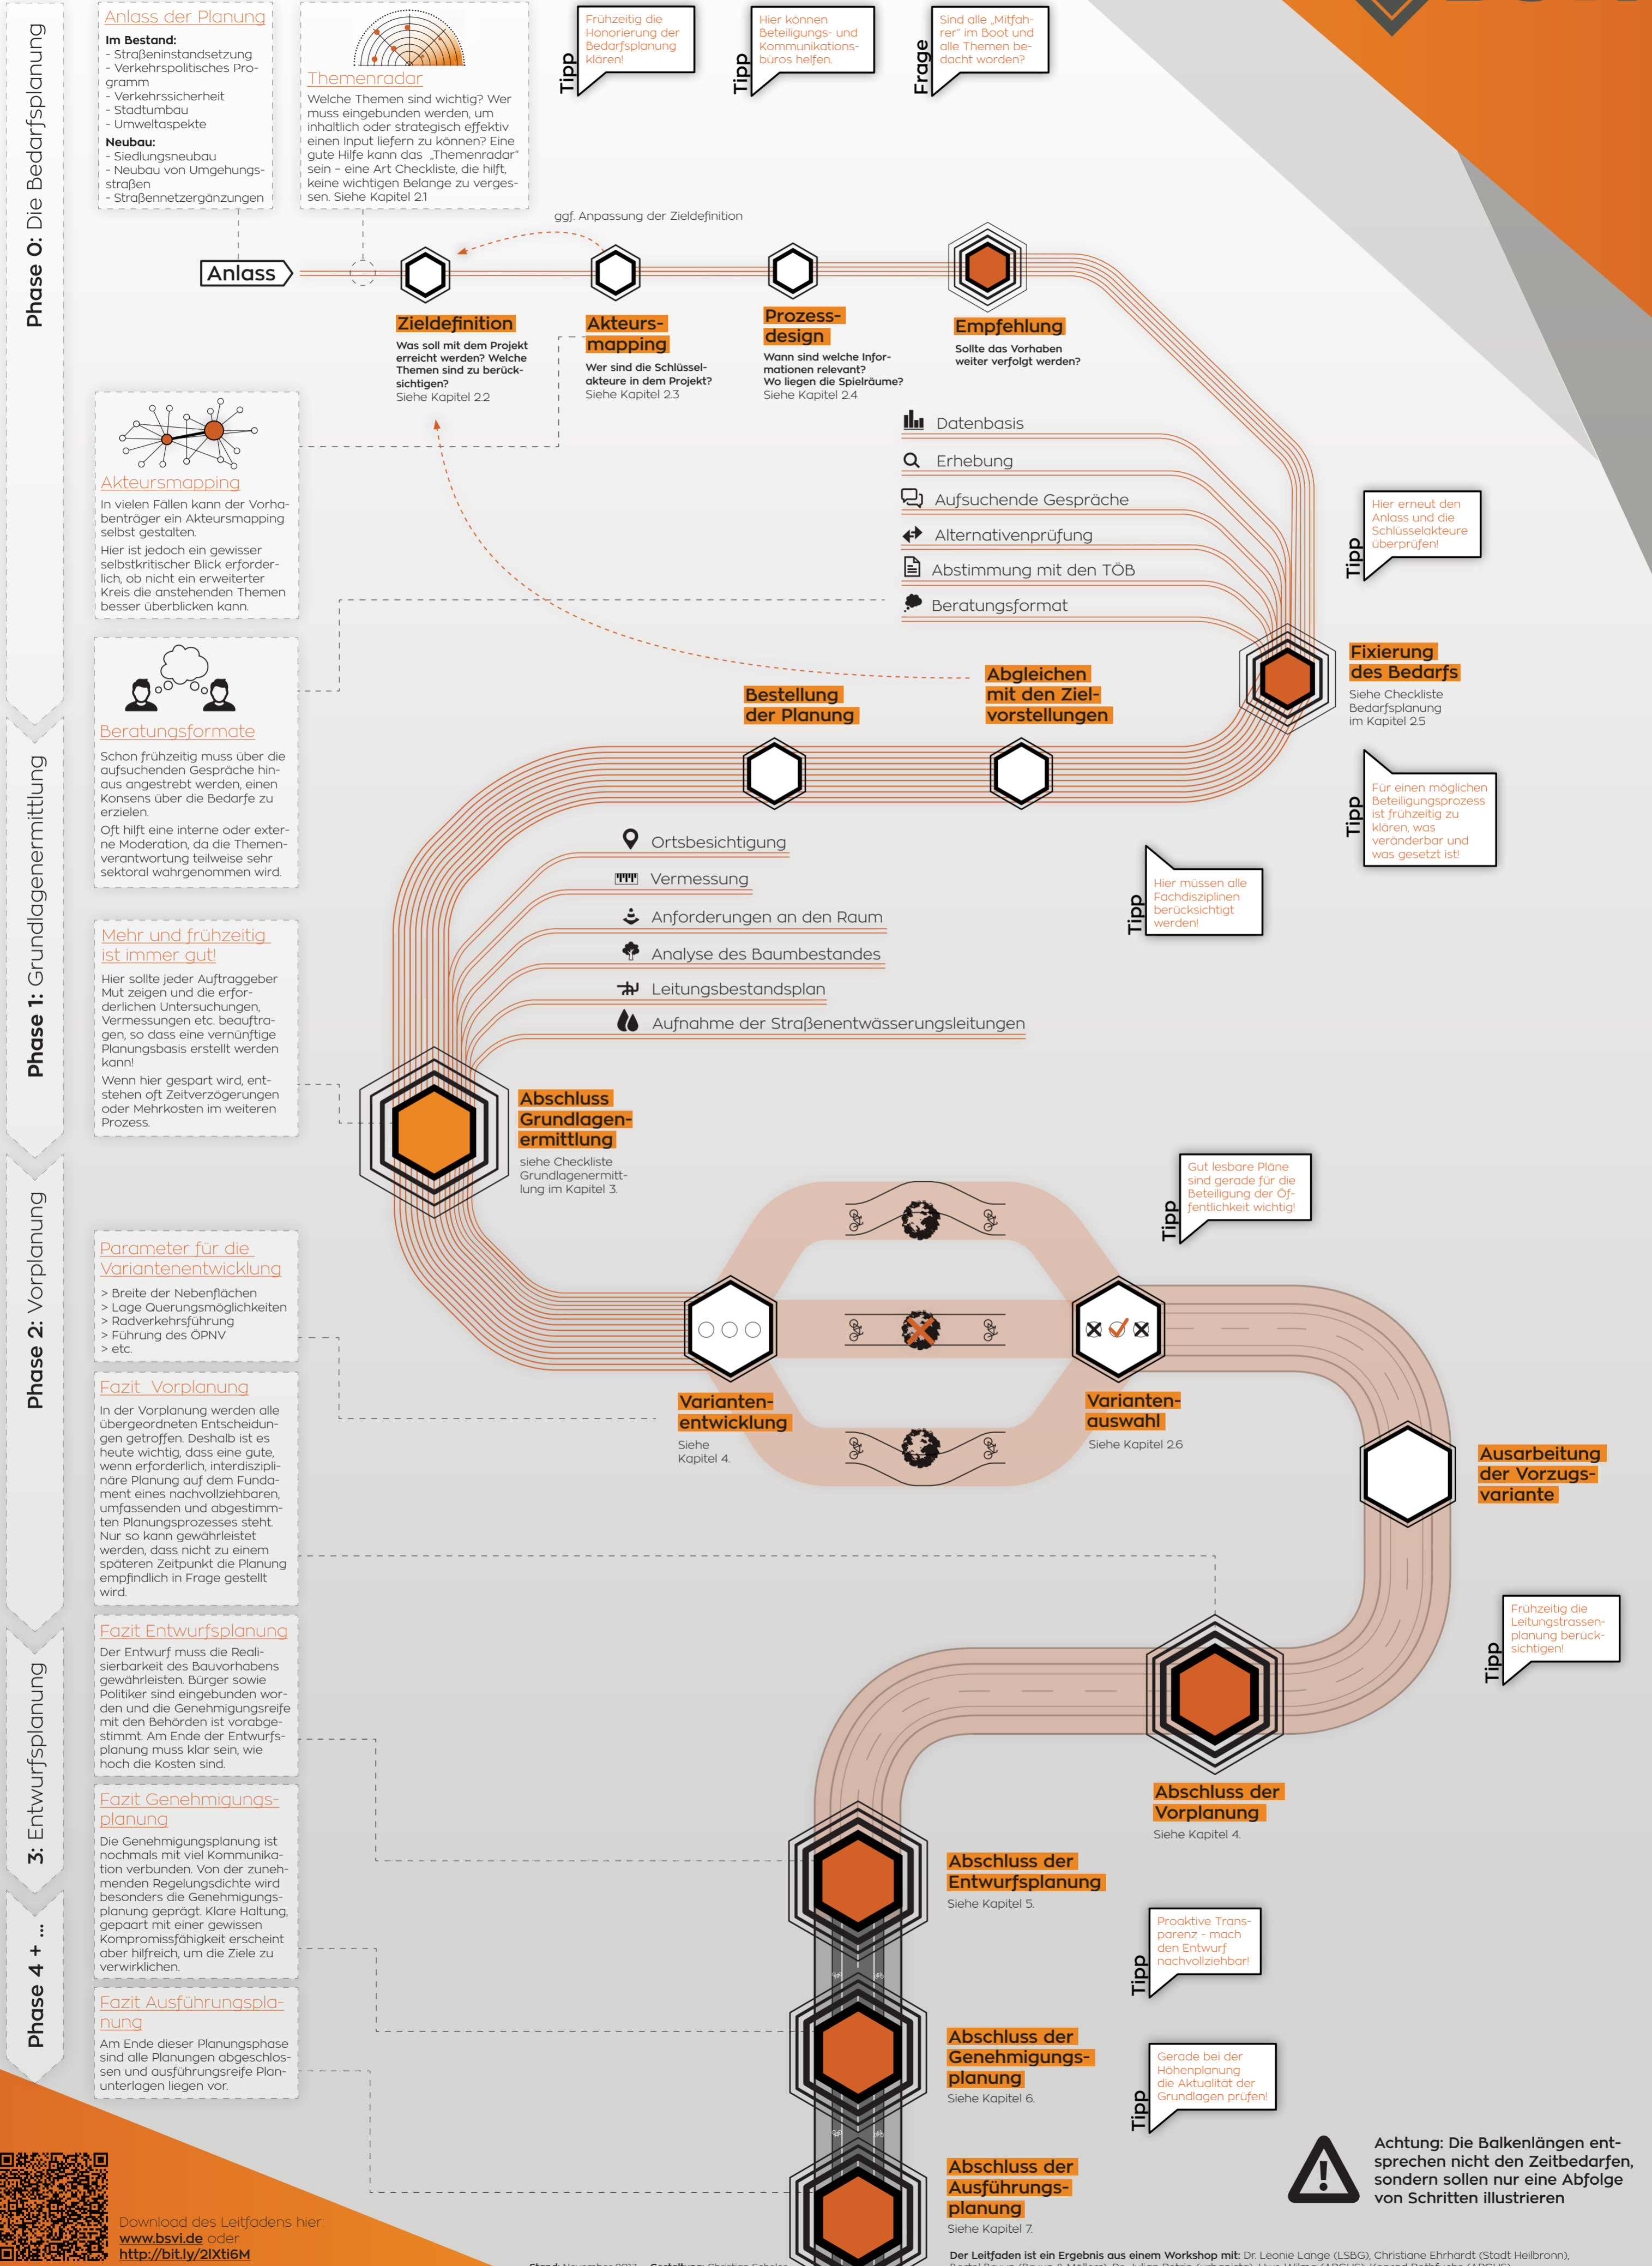 Phase 0: Die Bedarfsplanung
Anlass der Planung
Im Bestand:
- Straßeninstandsetzung
- Verkehrspolitisches Pro-
gramm
- Verkehrssicherheit
- Stadtumbau
- Umweltaspekte
Neubau:
- Siedlungsneubau
- Neubau von Umgehungs-
straßen
- Straßennetzergänzungen
Themenradar
Welche Themen sind wichtig? Wer
muss eingebunden werden, um
inhaltlich oder strategisch effektiv
einen Input liefern zu können? Eine
gute Hilfe kann das „Themenradar“
sein – eine Art Checkliste, die hilft,
keine wichtigen Belange zu verges-
sen. Siehe Kapitel 2.1
Tipp
Frühzeitig die
Honorierung der
Bedarfsplanung
klären!
Tipp
Hier können
Beteiligungs- und
Kommunikations-
büros helfen.
Frage
Sind alle „Mitfah-
rer“ im Boot und
alle Themen be-
dacht worden?
ggf. Anpassung der Zieldefinition
Anlass
Zieldefinition
Was soll mit dem Projekt
erreicht werden? Welche
Themen sind zu berück-
sichtigen?
Siehe Kapitel 2.2
Akteurs-
mapping
Wer sind die Schlüssel-
akteure in dem Projekt?
Siehe Kapitel 2.3
Prozess-
design
Wann sind welche Infor-
mationen relevant?
Wo liegen die Spielräume?
Siehe Kapitel 2.4
Empfehlung
Sollte das Vorhaben
weiter verfolgt werden?
Datenbasis
Erhebung
Aufsuchende Gespräche
Alternativenprüfung
Abstimmung mit den TÖB
Beratungsformat
Akteursmapping
In vielen Fällen kann der Vorha-
benträger ein Akteursmapping
selbst gestalten.
Hier ist jedoch ein gewisser
selbstkritischer Blick erforder-
lich, ob nicht ein erweiterter
Kreis die anstehenden Themen
besser überblicken kann.
Tipp
Hier erneut den
Anlass und die
Schlüsselakteure
überprüfen!
Fixierung
des Bedarfs
Siehe Checkliste
Bedarfsplanung
im Kapitel 2.5
Abgleichen
mit den Ziel-
vorstellungen
Bestellung
der Planung
Beratungsformate
Schon frühzeitig muss über die
aufsuchenden Gespräche hin-
aus angestrebt werden, einen
Konsens über die Bedarfe zu
erzielen.
Oft hilft eine interne oder exter-
ne Moderation, da die Themen-
verantwortung teilweise sehr
sektoral wahrgenommen wird.
Tipp
Für einen möglichen
Beteiligungsprozess
ist frühzeitig zu
klären, was
veränderbar und
was gesetzt ist!
Tipp
Hier müssen alle
Fachdisziplinen
berücksichtigt
werden!
Phase 1: Grundlagenermittlung
Ortsbesichtigung
Vermessung
Anforderungen an den Raum
Analyse des Baumbestandes
Leitungsbestandsplan
Aufnahme der Straßenentwässerungsleitungen
Mehr und frühzeitig
ist immer gut!
Hier sollte jeder Auftraggeber
Mut zeigen und die erfor-
derlichen Untersuchungen,
Vermessungen etc. beauftra-
gen, so dass eine vernünftige
Planungsbasis erstellt werden
kann!
Wenn hier gespart wird, ent-
stehen oft Zeitverzögerungen
oder Mehrkosten im weiteren
Prozess.
Abschluss
Grundlagen-
ermittlung
siehe Checkliste
Grundlagenermitt-
lung im Kapitel 3.
Tipp
Gut lesbare Pläne
sind gerade für die
Beteiligung der Öf-
fentlichkeit wichtig!
Phase 2: Vorplanung
Parameter für die
Variantenentwicklung
> Breite der Nebenflächen
> Lage Querungsmöglichkeiten
> Radverkehrsführung
> Führung des ÖPNV
> etc.
Varianten-
entwicklung
Siehe
Kapitel 4.
Varianten-
auswahl
Siehe Kapitel 2.6
Ausarbeitung
der Vorzugs-
variante
Fazit Vorplanung
In der Vorplanung werden alle
übergeordneten Entscheidun-
gen getroffen. Deshalb ist es
heute wichtig, dass eine gute,
wenn erforderlich, interdiszipli-
näre Planung auf dem Funda-
ment eines nachvollziehbaren,
umfassenden und abgestimm-
ten Planungsprozesses steht.
Nur so kann gewährleistet
werden, dass nicht zu einem
späteren Zeitpunkt die Planung
empfindlich in Frage gestellt
wird.
Tipp
Frühzeitig die
Leitungstrassen-
planung berück-
sichtigen!
3: Entwurfsplanung
Fazit Entwurfsplanung
Der Entwurf muss die Reali-
sierbarkeit des Bauvorhabens
gewährleisten. Bürger sowie
Politiker sind eingebunden wor-
den und die Genehmigungsreife
mit den Behörden ist vorabge-
stimmt. Am Ende der Entwurfs-
planung muss klar sein, wie
hoch die Kosten sind.
Abschluss der
Vorplanung
Siehe Kapitel 4.
Abschluss der
Entwurfsplanung
Siehe Kapitel 5.
Fazit Genehmigungs-
planung
Die Genehmigungsplanung ist
nochmals mit viel Kommunika-
tion verbunden. Von der zuneh-
menden Regelungsdichte wird
besonders die Genehmigungs-
planung geprägt. Klare Haltung,
gepaart mit einer gewissen
Kompromissfähigkeit erscheint
aber hilfreich, um die Ziele zu
verwirklichen.
Tipp
Proaktive Trans-
parenz - mach
den Entwurf
nachvollziehbar!
Phase 4 + ...
Abschluss der
Genehmigungs-
planung
Siehe Kapitel 6.
Fazit Ausführungspla-
nung
Am Ende dieser Planungsphase
sind alle Planungen abgeschlos-
sen und ausführungsreife Plan-
unterlagen liegen vor.
Tipp
Gerade bei der
Höhenplanung
die Aktualität der
Grundlagen prüfen!
Abschluss der
Ausführungs-
planung
Siehe Kapitel 7.
Achtung: Die Balkenlängen ent-
sprechen nicht den Zeitbedarfen,
sondern sollen nur eine Abfolge
von Schritten illustrieren
Download des Leitfadens hier:
www.bsvi.de oder
http://bit.ly/2lXti6M
Der Leitfaden ist ein Ergebnis aus einem Workshop mit: Dr. Leonie Lange (LSBG), Christiane Ehrhardt (Stadt Heilbronn),